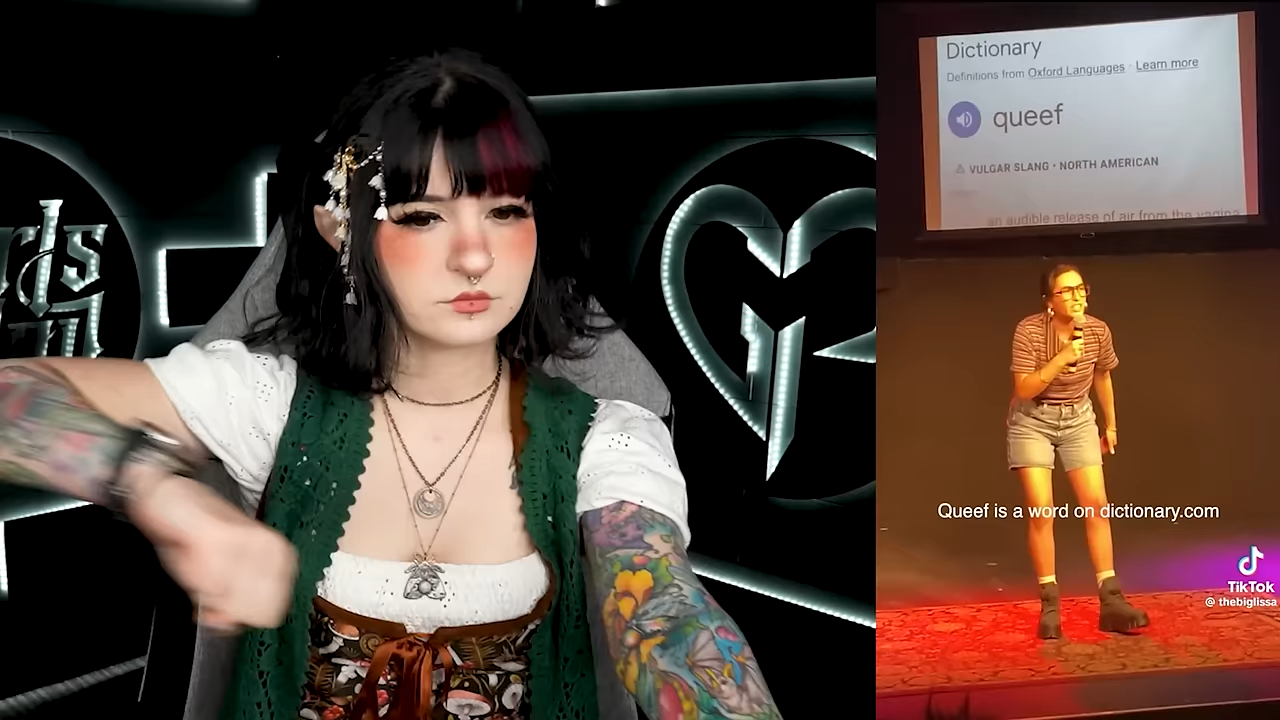 Dictionary
Definitions from Oxford Languages · Learn more
queef
VULGAR SLANG · NORTH AMERICAN
an audible release of air from the vagina
Queef is a word on dictionary.com
TikTok
@ thebiglissa